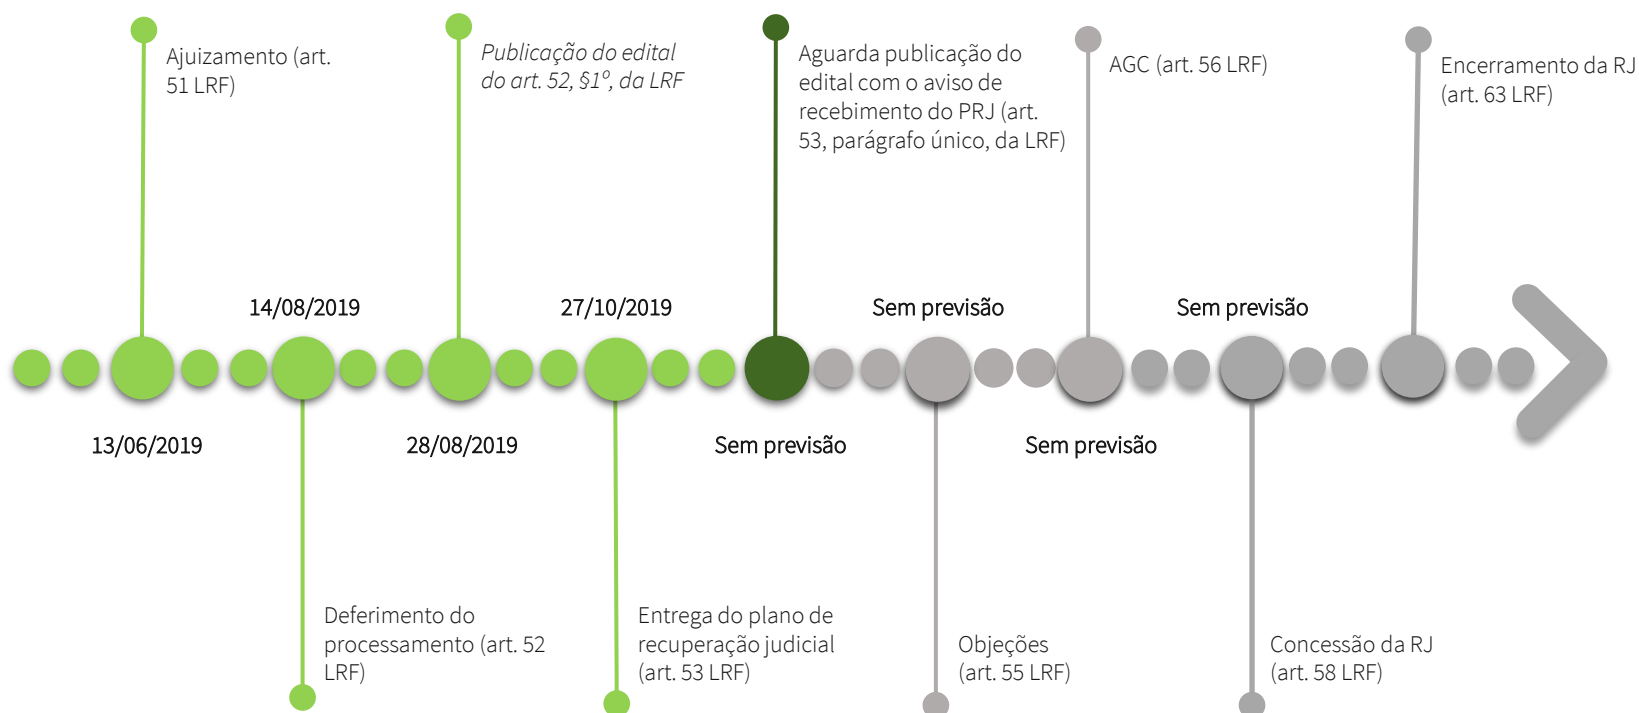 Ajuizamento (art.
51 LRF)
Publicação do edital
do art. 52, §1º, da LRF
Aguarda publicação do
edital com o aviso de
recebimento do PRJ (art.
53, parágrafo único, da LRF)
AGC (art. 56 LRF)
Encerramento da RJ
(art. 63 LRF)
14/08/2019
27/10/2019
Sem previsão
Sem previsão
13/06/2019
28/08/2019
Sem previsão
Sem previsão
Deferimento do
processamento (art. 52
LRF)
Entrega do plano de
recuperação judicial
(art. 53 LRF)
Objeções
(art. 55 LRF)
Concessão da RJ
(art. 58 LRF)